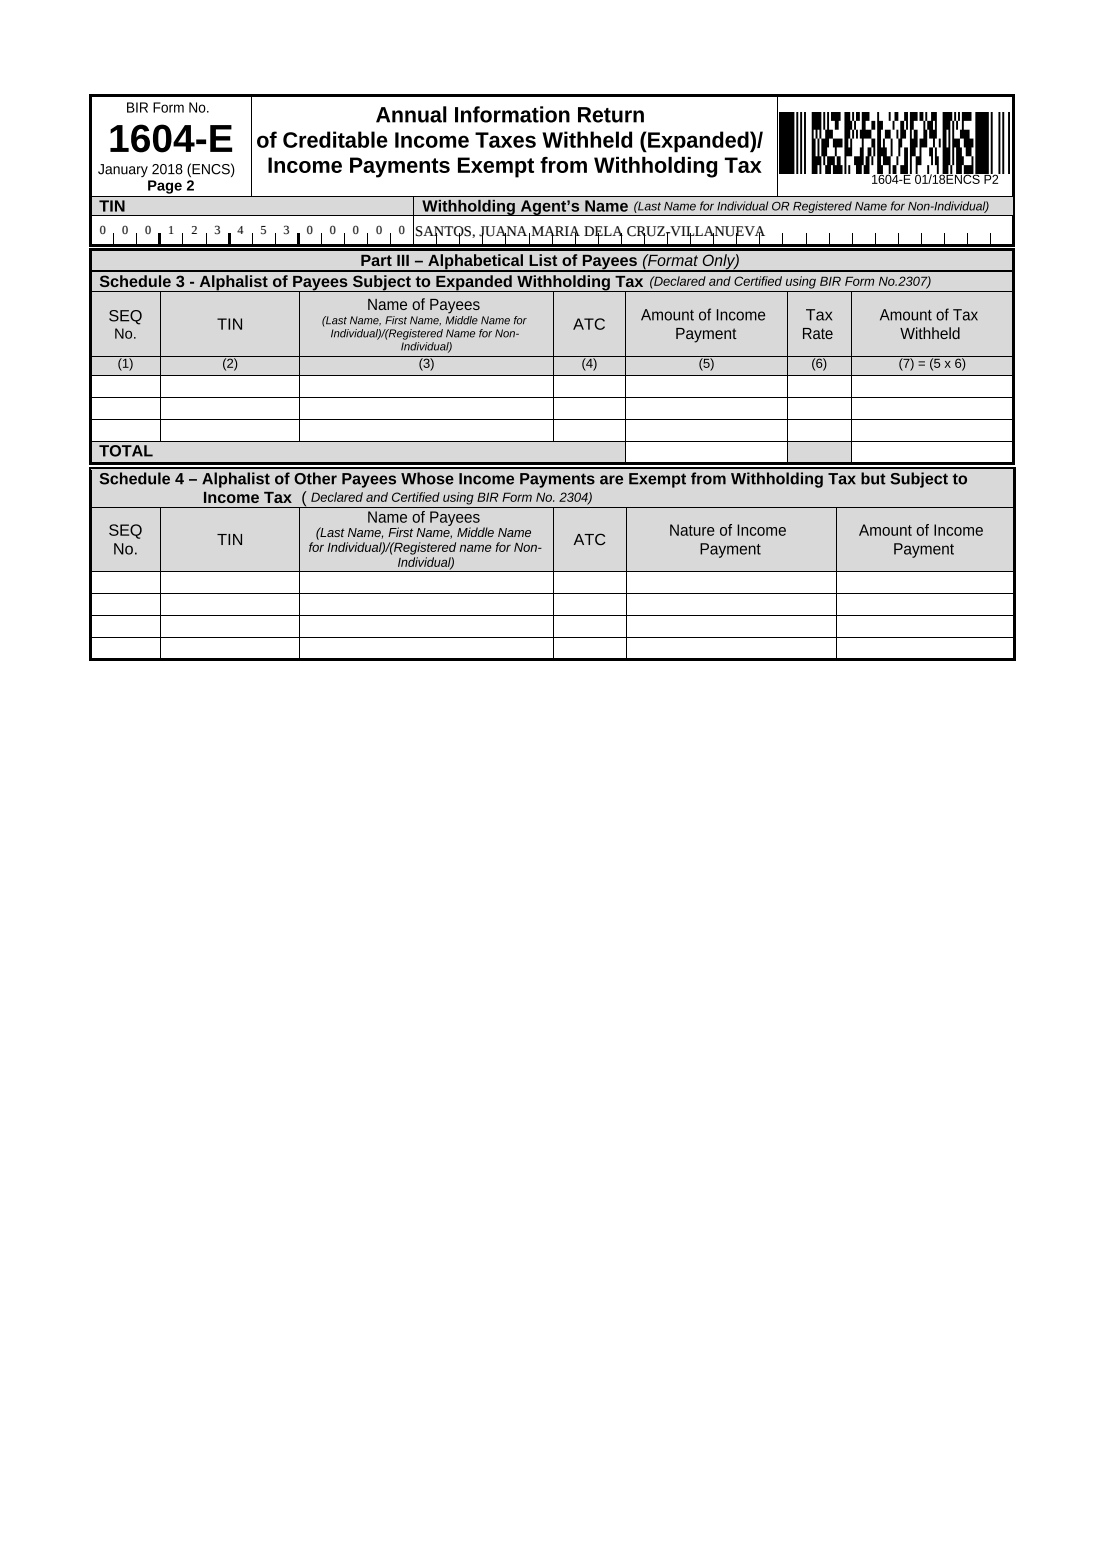 BIR Form No.
1604-E
January 2018 (ENCS)
Page 2
Annual Information Return
of Creditable Income Taxes Withheld (Expanded)/
Income Payments Exempt from Withholding Tax
1604-E 01/18ENCS P2
TIN
Withholding Agent’s Name (Last Name for Individual OR Registered Name for Non-Individual)
0 0 0 1 2 3 4 5 3 0 0 0 0 0
SANTOS, JUANA MARIA DELA CRUZ-VILLANUEVA
Part III – Alphabetical List of Payees (Format Only)
Schedule 3 - Alphalist of Payees Subject to Expanded Withholding Tax (Declared and Certified using BIR Form No.2307)
SEQ
No.
TIN
Name of Payees
(Last Name, First Name, Middle Name for
Individual)/(Registered Name for Non-
Individual)
ATC
Amount of Income
Payment
Tax
Rate
Amount of Tax
Withheld
(1) (2) (3) (4) (5) (6) (7) = (5 x 6)
TOTAL
Schedule 4 – Alphalist of Other Payees Whose Income Payments are Exempt from Withholding Tax but Subject to
Income Tax ( Declared and Certified using BIR Form No. 2304)
SEQ
No.
TIN
Name of Payees
(Last Name, First Name, Middle Name
for Individual)/(Registered name for Non-
Individual)
ATC
Nature of Income
Payment
Amount of Income
Payment